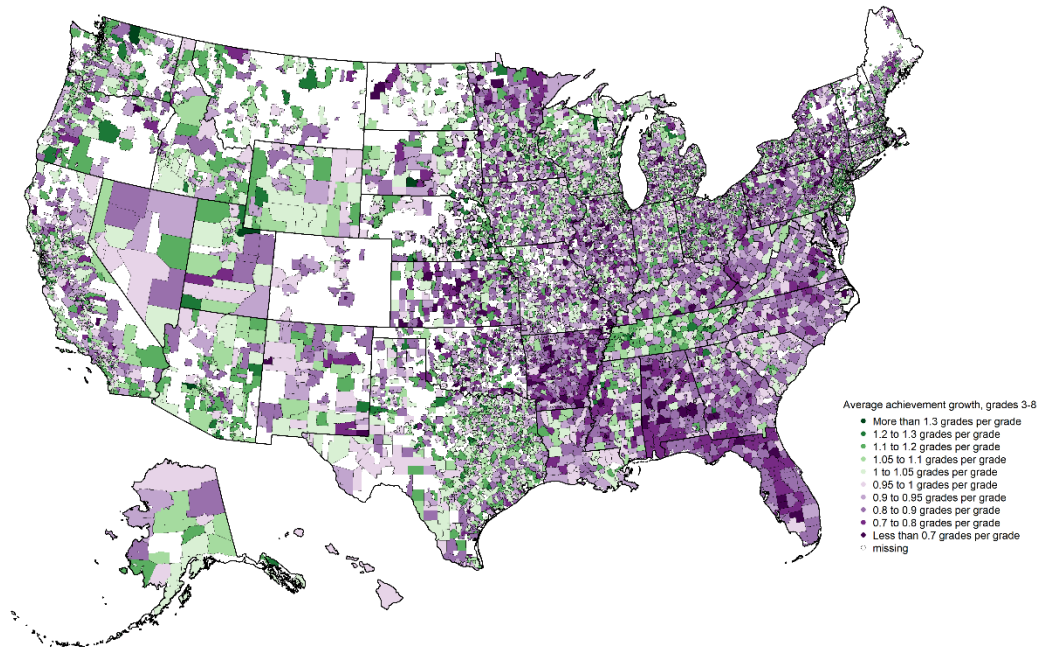 Average achievement growth, grades 3-8
More than 1.3 grades per grade
1.2 to 1.3 grades per grade
1.1 to 1.2 grades per grade
1.05 to 1.1 grades per grade
1 to 1.05 grades per grade
0.95 to 1 grades per grade
0.9 to 0.95 grades per grade
0.8 to 0.9 grades per grade
0.7 to 0.8 grades per grade
Less than 0.7 grades per grade
missing